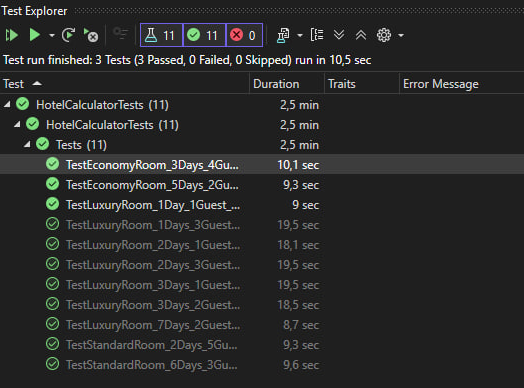 Test Explorer
11 11 0
Test run finished: 3 Tests (3 Passed, 0 Failed, 0 Skipped) run in 10,5 sec
Test Duration Traits Error Message
HotelCalculatorTests (11) 2,5 min
HotelCalculatorTests (11) 2,5 min
Tests (11) 2,5 min
TestEconomyRoom_3Days_4Gu... 10,1 sec
TestEconomyRoom_5Days_2Gu... 9,3 sec
TestLuxuryRoom_1Day_1Guest_... 9 sec
TestLuxuryRoom_1Days_3Guest... 19,5 sec
TestLuxuryRoom_2Days_1Guest... 18,1 sec
TestLuxuryRoom_2Days_3Guest... 19,5 sec
TestLuxuryRoom_3Days_1Guest... 19,5 sec
TestLuxuryRoom_3Days_2Guest... 18,5 sec
TestLuxuryRoom_7Days_2Guest... 8,7 sec
TestStandardRoom_2Days_5Gu... 9,3 sec
TestStandardRoom_6Days_3Gu... 9,6 sec